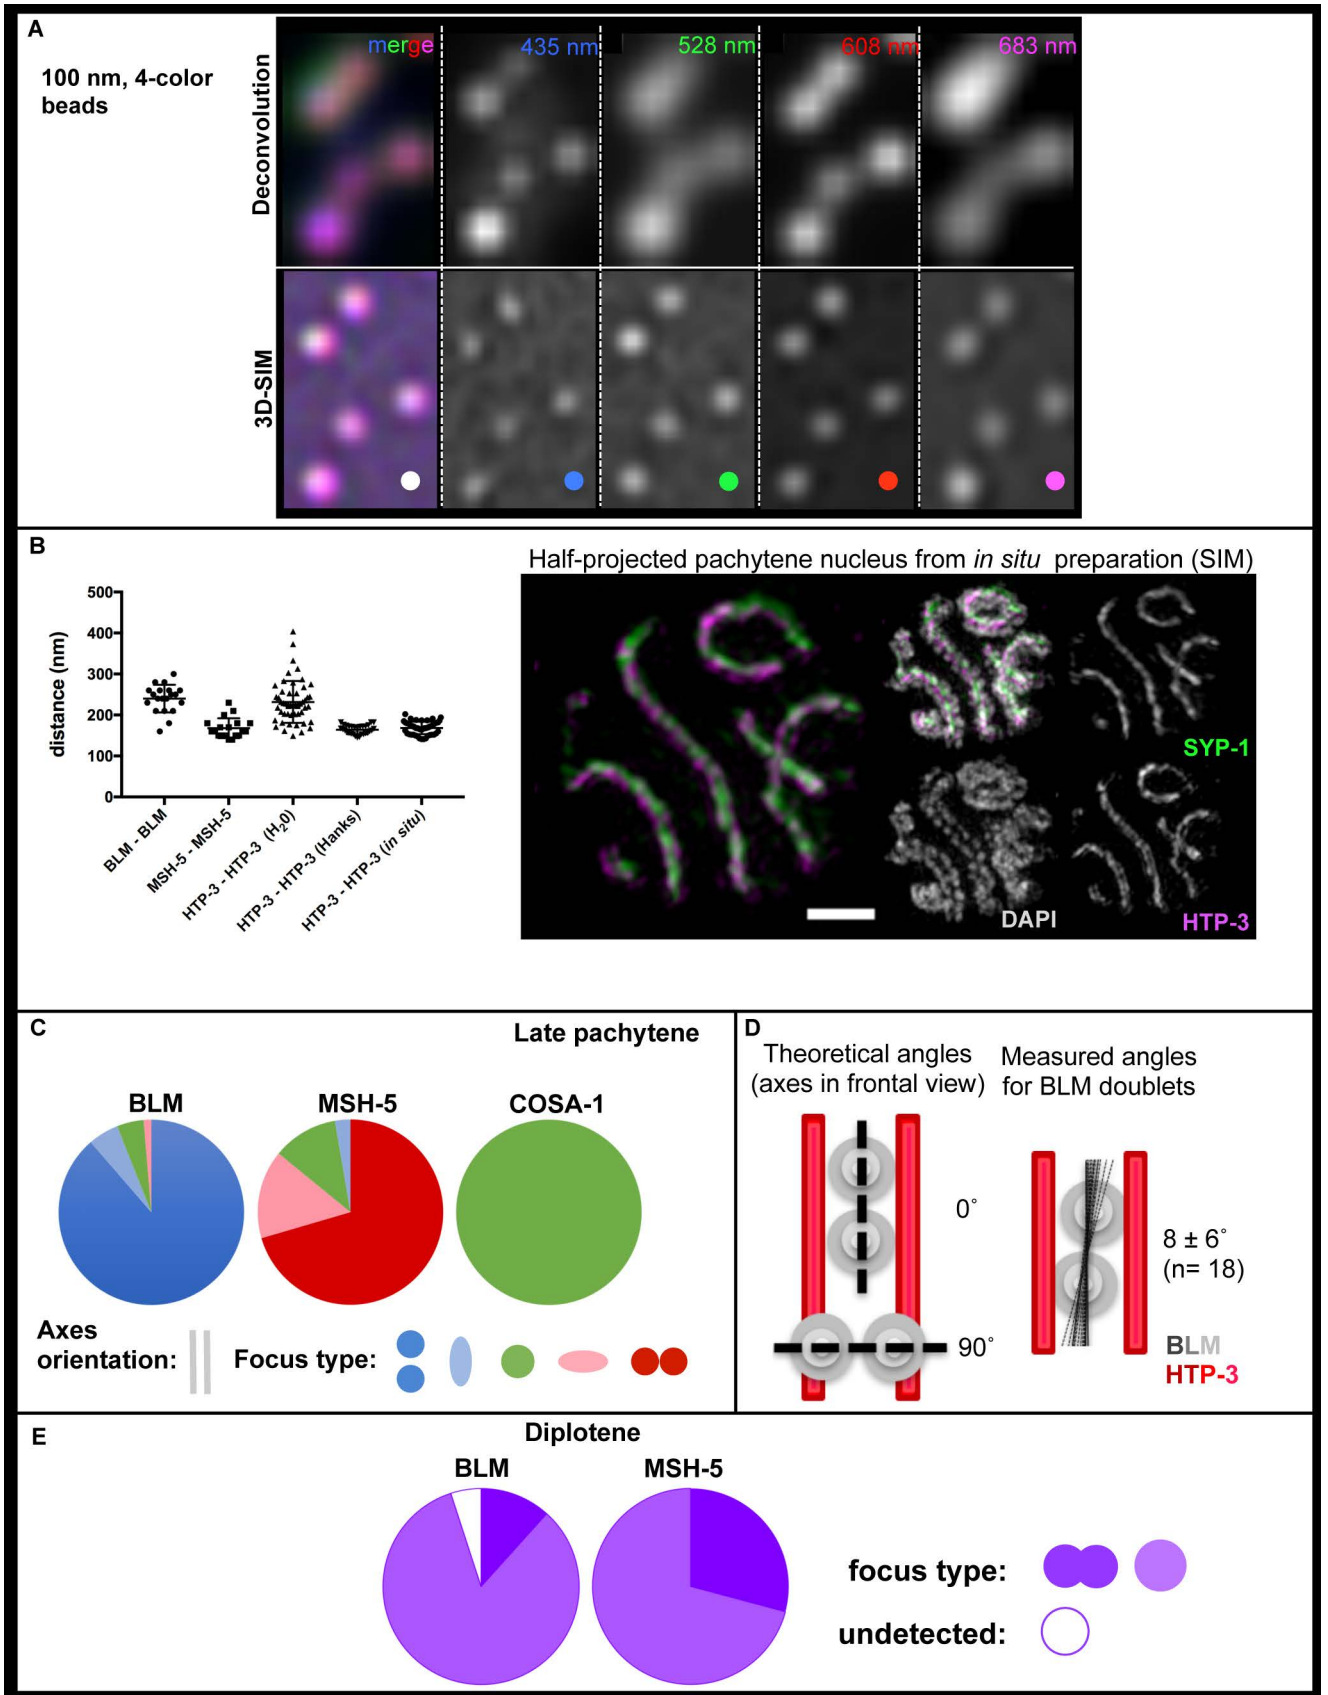 A
100 nm, 4-color
beads
Deconvolution
merge
435 nm
528 nm
608 nm
683 nm
3D-SIM
B
Half-projected pachytene nucleus from in situ preparation (SIM)
distance (nm)
500
400
300
200
100
0
BLM - BLM
MSH-5 - MSH-5
HTP-3 - HTP-3 (H20)
HTP-3 - HTP-3 (Hanks)
HTP-3 - HTP-3 (in situ)
SYP-1
DAPI
HTP-3
C
Late pachytene
BLM
MSH-5
COSA-1
Axes
orientation:
Focus type:
D
Theoretical angles
(axes in frontal view)
Measured angles
for BLM doublets
0°
90°
8 ± 6°
(n= 18)
BLM
HTP-3
E
Diplotene
BLM
MSH-5
focus type:
undetected: